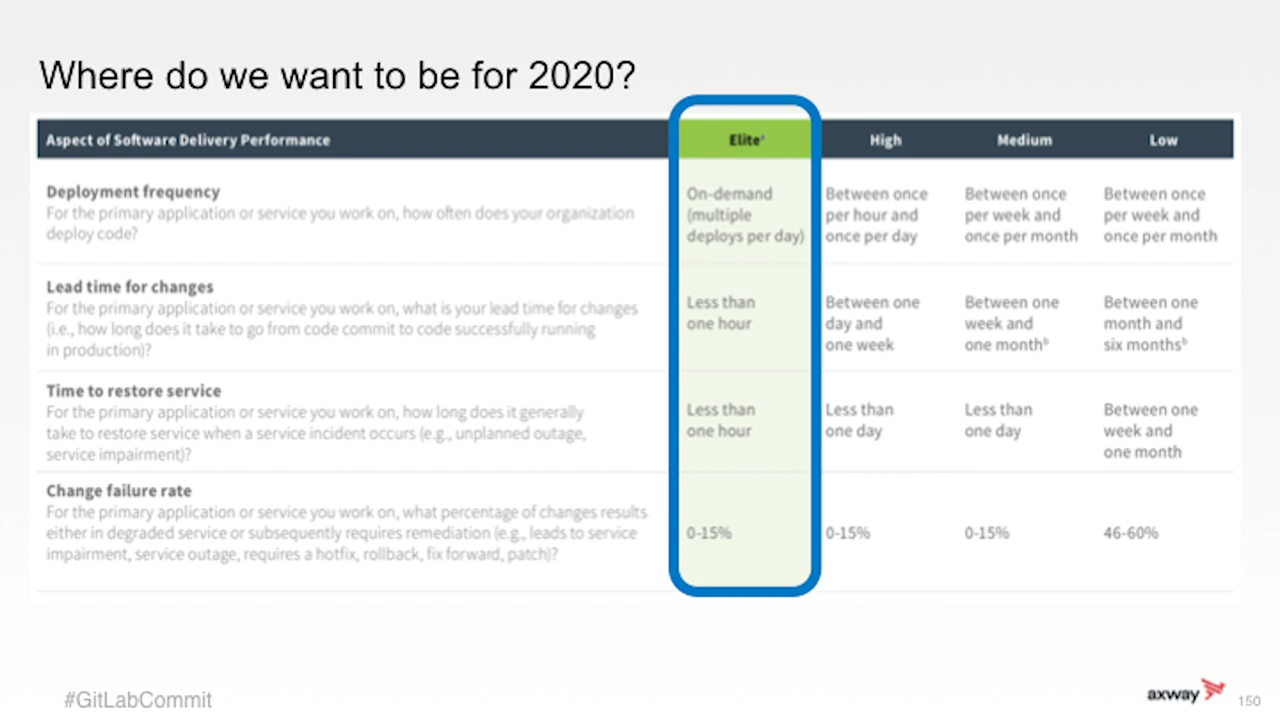 Where do we want to be for 2020?
Aspect of Software Delivery Performance
Elite
High
Medium
Low
Deployment frequency
For the primary application or service you work on, how often does your organization
deploy code?
On-demand
(multiple
deploys per day)
Between once
per hour and
once per day
Between once
per week and
once per month
Between once
per week and
once per month
Lead time for changes
For the primary application or service you work on, what is your lead time for changes
(i.e., how long does it take to go from code commit to code successfully running
in production)?
Less than
one hour
Between one
day and
one week
Between one
week and
one monthᵇ
Between one
month and
six monthsᵇ
Time to restore service
For the primary application or service you work on, how long does it generally
take to restore service when a service incident occurs (e.g., unplanned outage,
service impairment)?
Less than
one hour
Less than
one day
Less than
one day
Between one
week and
one month
Change failure rate
For the primary application or service you work on, what percentage of changes results
either in degraded service or subsequently requires remediation (e.g., leads to service
impairment, service outage, requires a hotfix, rollback, fix forward, patch)?
0-15%
0-15%
0-15%
46-60%
#GitLabCommit
axway
150